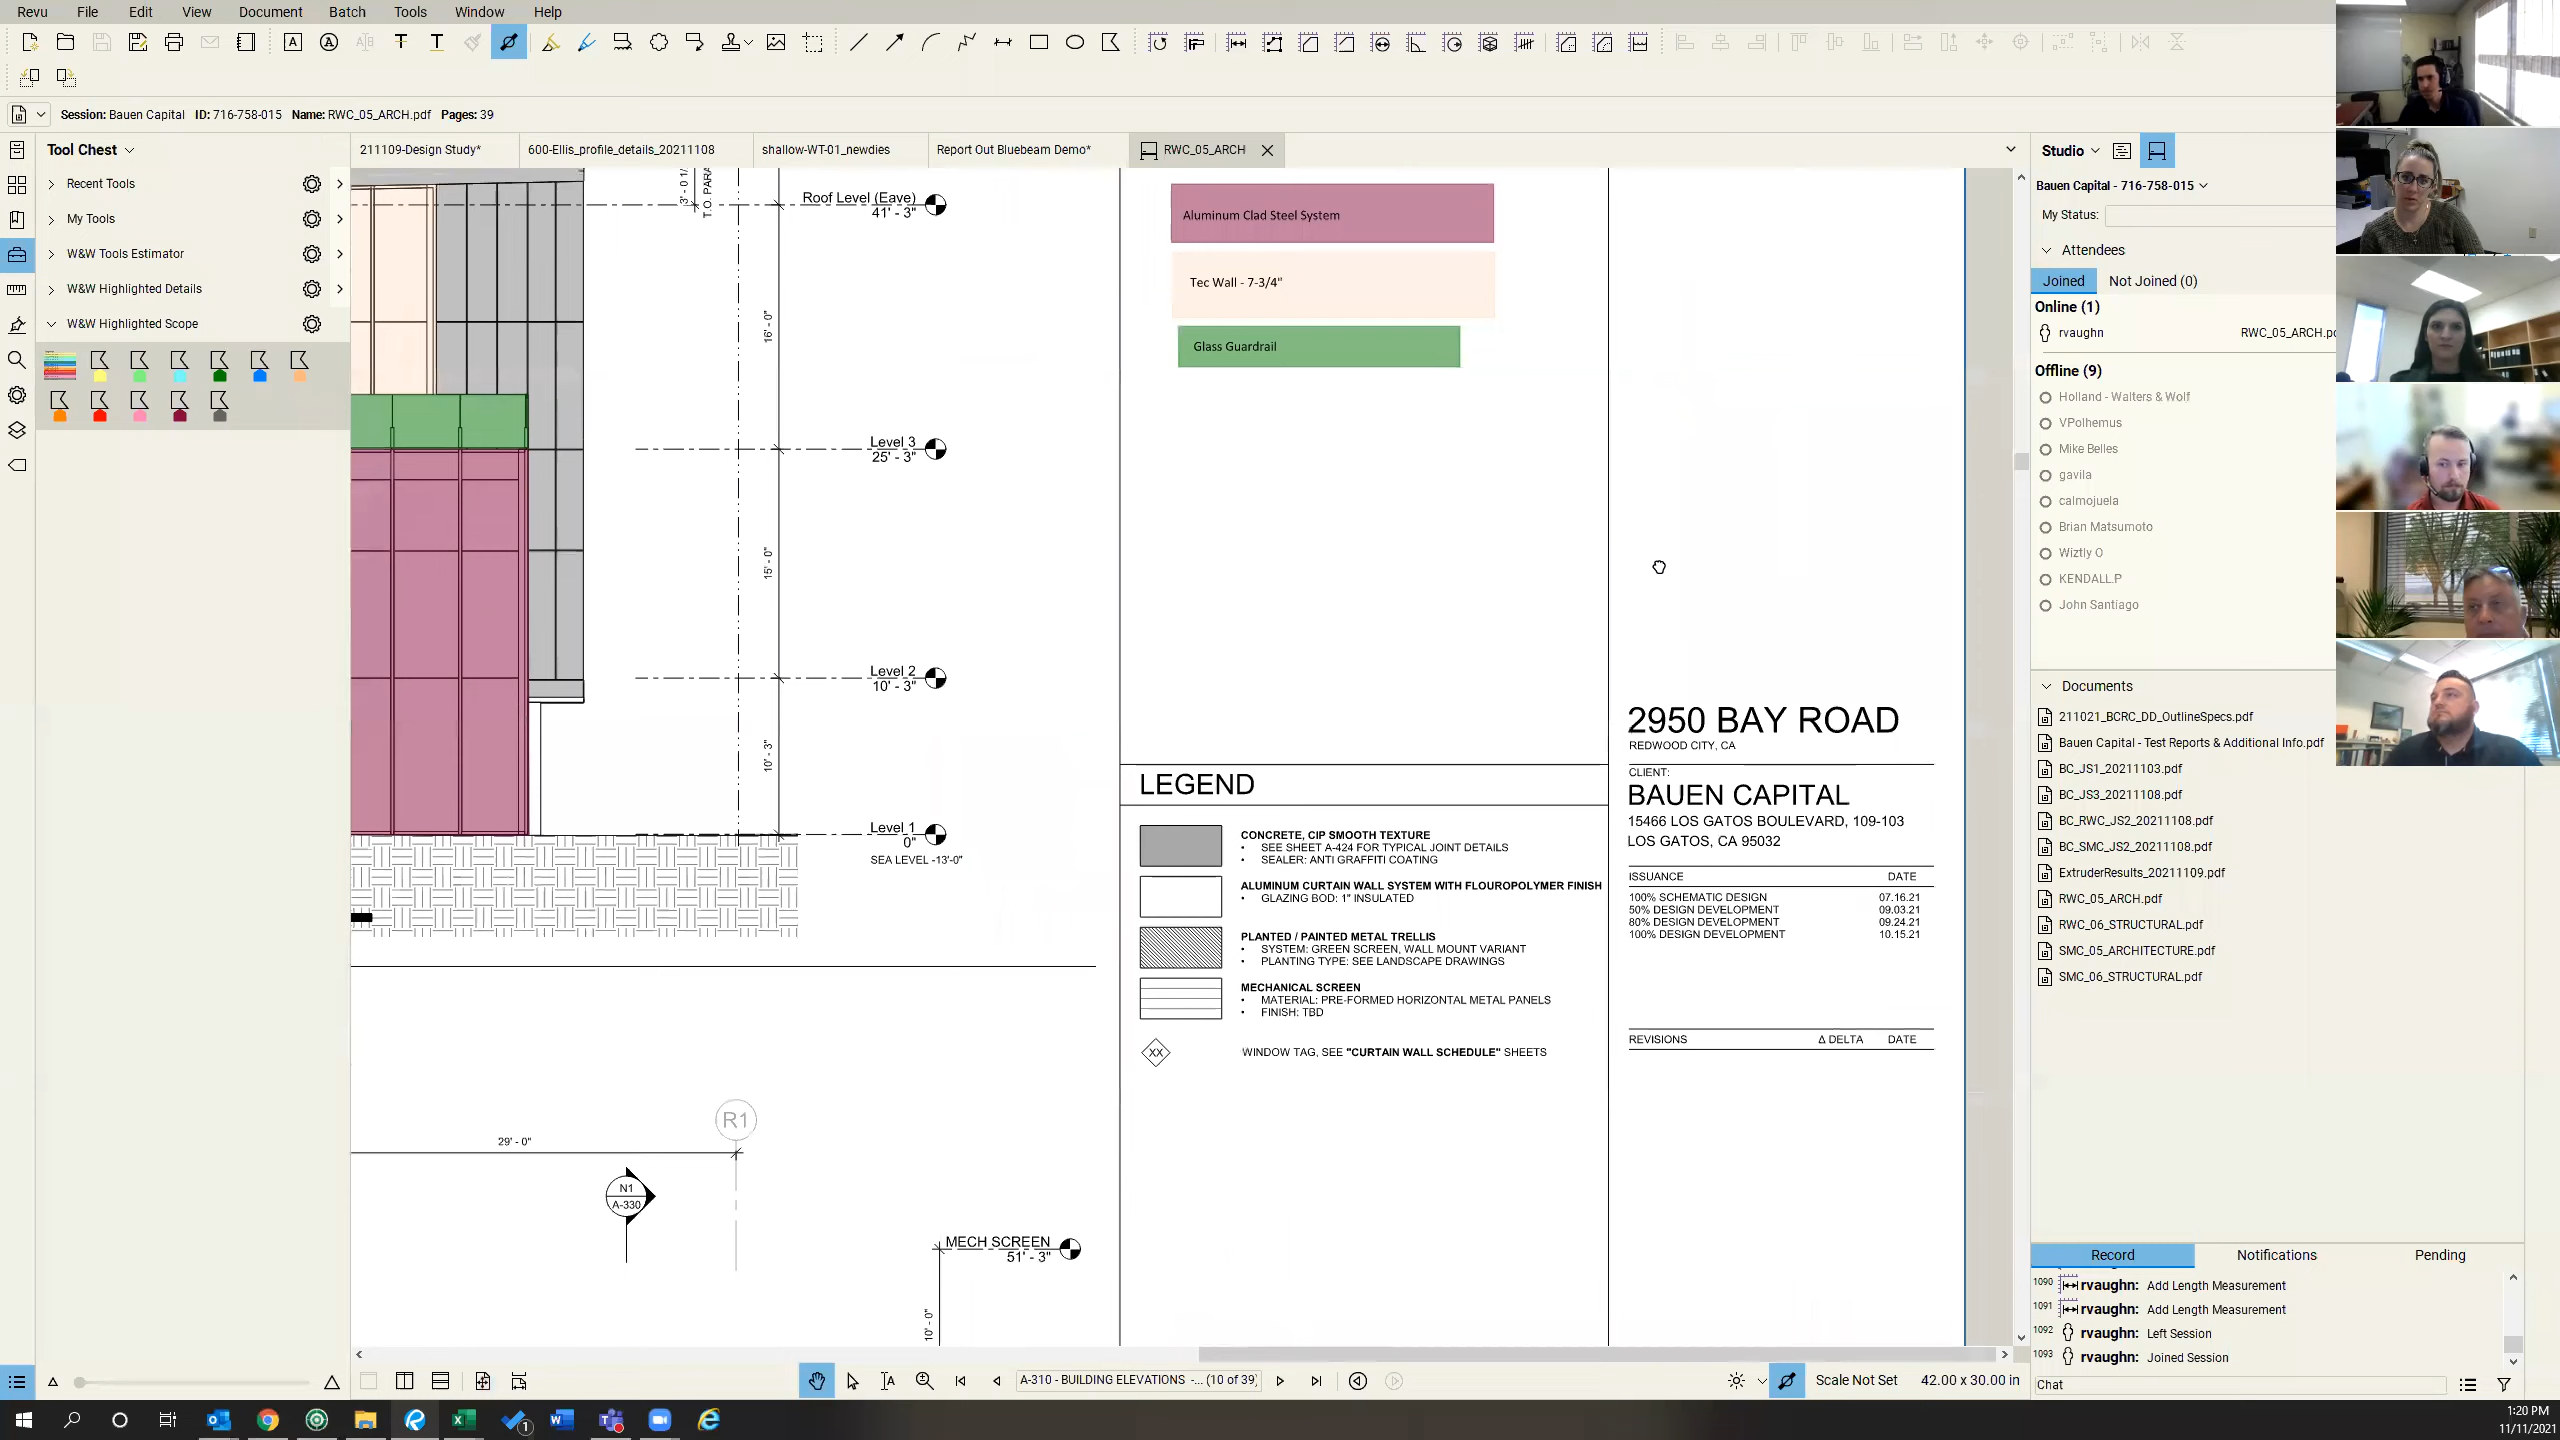 Revu File Edit View Document Batch Tools Window Help
Session: Bauen Capital ID: 716-758-015 Name: RWC_05_ARCH.pdf Pages: 39
Tool Chest
Recent Tools
My Tools
W&W Tools Estimator
W&W Highlighted Details
W&W Highlighted Scope
211109-Design Study*
600-Ellis_profile_details_20211108
shallow-WT-01_newdies
Report Out Bluebeam Demo*
RWC_05_ARCH
3' - 0 1/
T.O. PARA
Roof Level (Eave)
41' - 3"
16' - 0"
Level 3
25' - 3"
15' - 0"
Level 2
10' - 3"
10' - 3"
Level 1
0"
SEA LEVEL -13'-0"
29' - 0"
R1
N1
A-330
MECH SCREEN
51' - 3"
10' - 0"
Aluminum Clad Steel System
Tec Wall - 7-3/4"
Glass Guardrail
LEGEND
CONCRETE, CIP SMOOTH TEXTURE
• SEE SHEET A-424 FOR TYPICAL JOINT DETAILS
• SEALER: ANTI GRAFFITI COATING
ALUMINUM CURTAIN WALL SYSTEM WITH FLOUROPOLYMER FINISH
• GLAZING BOD: 1" INSULATED
PLANTED / PAINTED METAL TRELLIS
• SYSTEM: GREEN SCREEN, WALL MOUNT VARIANT
• PLANTING TYPE: SEE LANDSCAPE DRAWINGS
MECHANICAL SCREEN
• MATERIAL: PRE-FORMED HORIZONTAL METAL PANELS
• FINISH: TBD
XX
WINDOW TAG, SEE "CURTAIN WALL SCHEDULE" SHEETS
2950 BAY ROAD
REDWOOD CITY, CA
CLIENT:
BAUEN CAPITAL
15466 LOS GATOS BOULEVARD, 109-103
LOS GATOS, CA 95032
ISSUANCE DATE
100% SCHEMATIC DESIGN 07.16.21
50% DESIGN DEVELOPMENT 09.03.21
80% DESIGN DEVELOPMENT 09.24.21
100% DESIGN DEVELOPMENT 10.15.21
REVISIONS Δ DELTA DATE
Studio
Bauen Capital - 716-758-015
My Status:
Attendees
Joined Not Joined (0)
Online (1)
rvaughn RWC_05_ARCH.p
Offline (9)
Holland - Walters & Wolf
VPolhemus
Mike Belles
gavila
calmojuela
Brian Matsumoto
Wiztly O
KENDALL.P
John Santiago
Documents
211021_BCRC_DD_OutlineSpecs.pdf
Bauen Capital - Test Reports & Additional Info.pdf
BC_JS1_20211103.pdf
BC_JS3_20211108.pdf
BC_RWC_JS2_20211108.pdf
BC_SMC_JS2_20211108.pdf
ExtruderResults_20211109.pdf
RWC_05_ARCH.pdf
RWC_06_STRUCTURAL.pdf
SMC_05_ARCHITECTURE.pdf
SMC_06_STRUCTURAL.pdf
Record Notifications Pending
1090 rvaughn: Add Length Measurement
1091 rvaughn: Add Length Measurement
1092 rvaughn: Left Session
1093 rvaughn: Joined Session
Chat
A-310 - BUILDING ELEVATIONS -... (10 of 39)
Scale Not Set 42.00 x 30.00 in
1:20 PM
11/11/2021